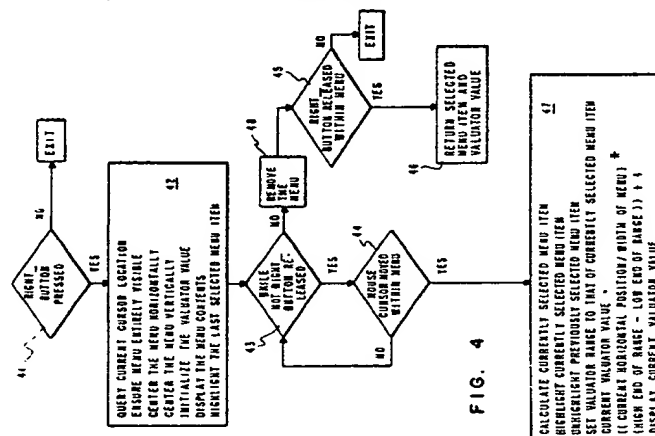 RIGHT
BUTTON
PRESSED
NO
EXIT
YES
42
QUERY CURRENT CURSOR LOCATION
ENSURE MENU ENTIRELY VISIBLE
CENTER THE MENU HORIZONTALLY
CENTER THE MENU VERTICALLY
INITIALIZE THE VALUATOR VALUE
DISPLAY THE MENU CONTENTS
HIGHLIGHT THE LAST SELECTED MENU ITEM
43
WHILE
NOT RIGHT
BUTTON RE-
LEASED
NO
48
REMOVE
THE
MENU
45
RIGHT
BUTTON RELEASED
WITHIN MENU
NO
EXIT
YES
46
RETURN SELECTED
MENU ITEM AND
VALUATOR VALUE
YES
44
MOUSE
CURSOR MOVED
WITHIN MENU
NO
YES
FIG. 4
47
CALCULATE CURRENTLY SELECTED MENU ITEM
HIGHLIGHT CURRENTLY SELECTED MENU ITEM
UNHIGHLIGHT PREVIOUSLY SELECTED MENU ITEM
SET VALUATOR RANGE TO THAT OF CURRENTLY SELECTED MENU ITEM
CURRENT VALUATOR VALUE
(( CURRENT HORIZONTAL POSITION / WIDTH OF MENU) *
(HIGH END OF RANGE - LOW END OF RANGE ))
DISPLAY CURRENT VALUATOR VALUE